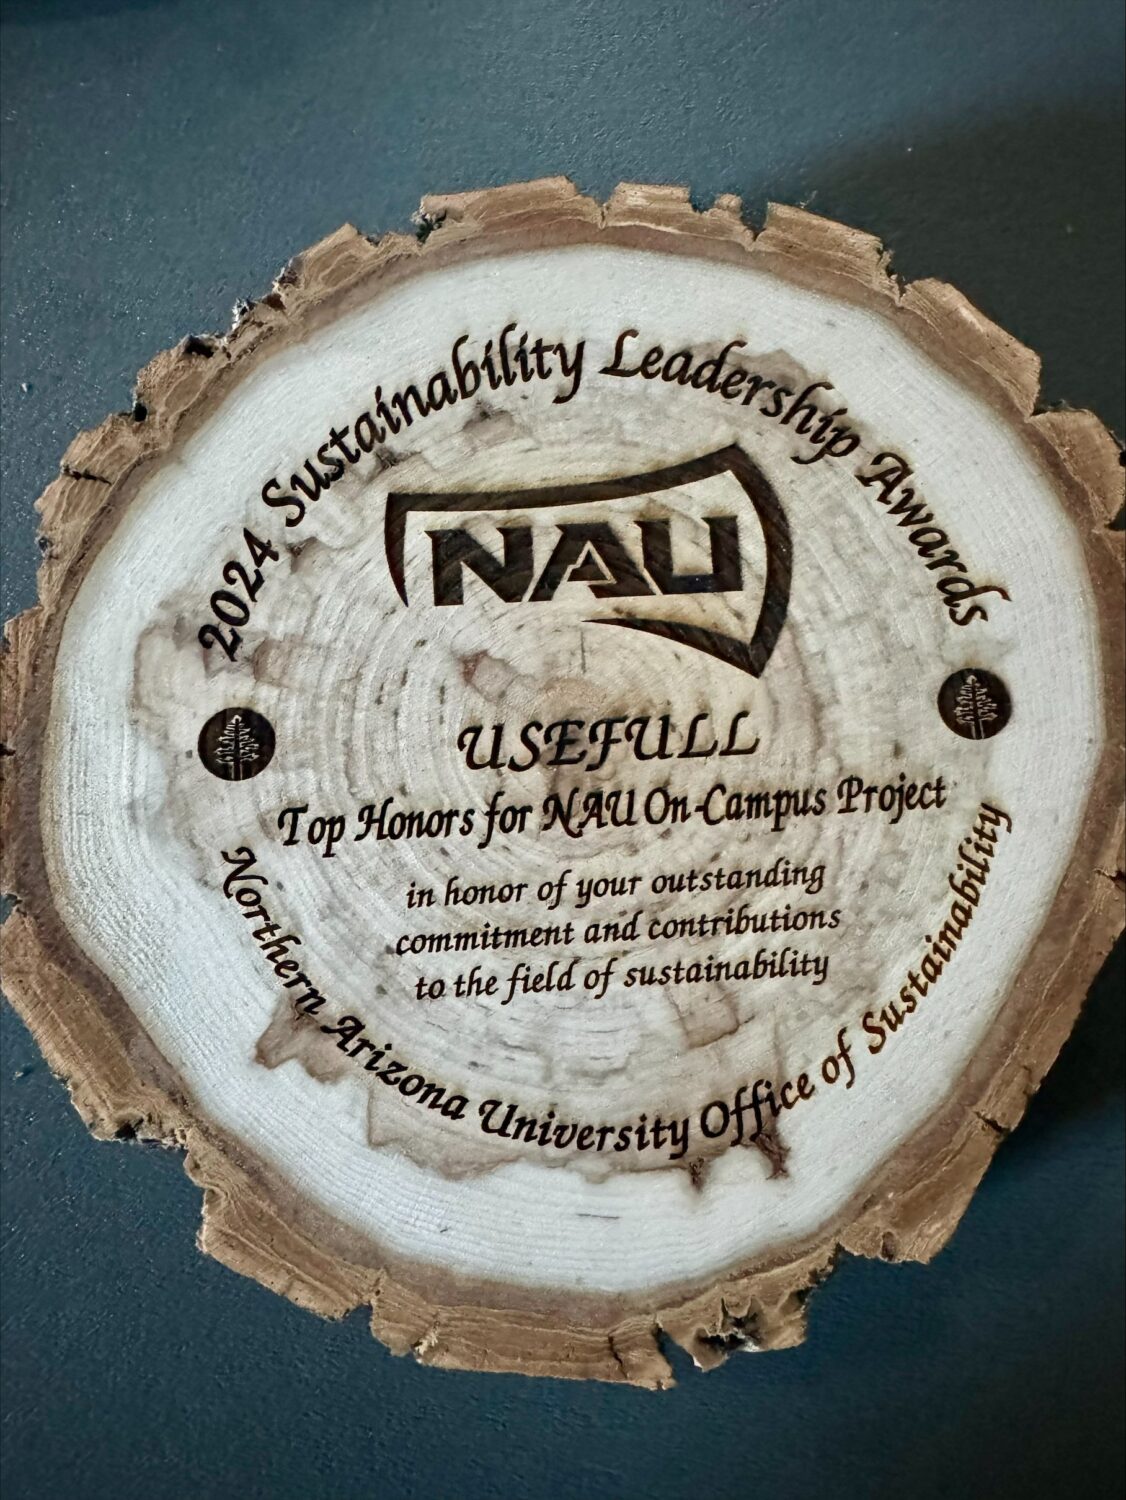 2024 Sustainability Leadership Awards
NAU
USEFULL
Top Honors for NAU On-Campus Project
in honor of your outstanding
commitment and contributions
to the field of sustainability
Northern Arizona University Office of Sustainability